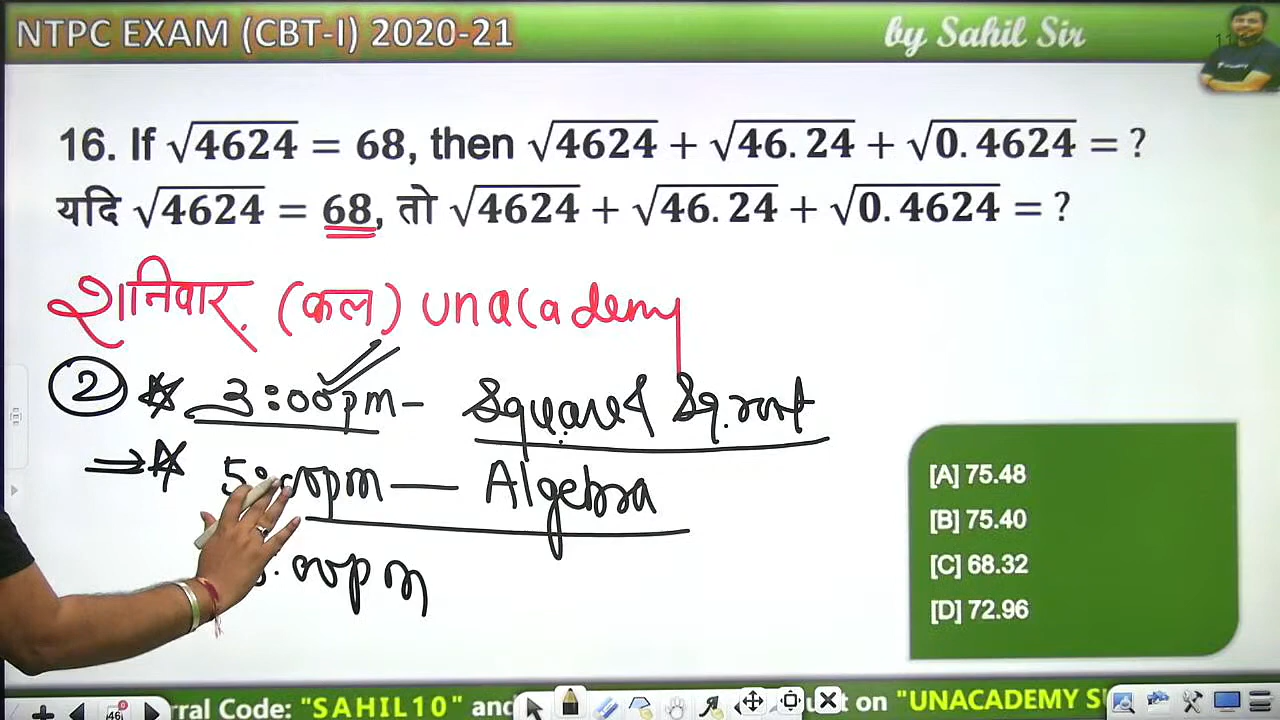 NTPC EXAM (CBT-I) 2020-21
by Sahil Sir
16. If √4624 = 68, then √4624 + √46.24 + √0.4624 = ?
यदि √4624 = 68, तो √4624 + √46.24 + √0.4624 = ?
शनिवार (कल) unacademy
② ☆ 3:00pm - Square & Sq. root
⇒ ☆ 5:00pm — Algebra
:00pm
[A] 75.48
[B] 75.40
[C] 68.32
[D] 72.96
rral Code: "SAHIL10" and on "UNACADEMY S